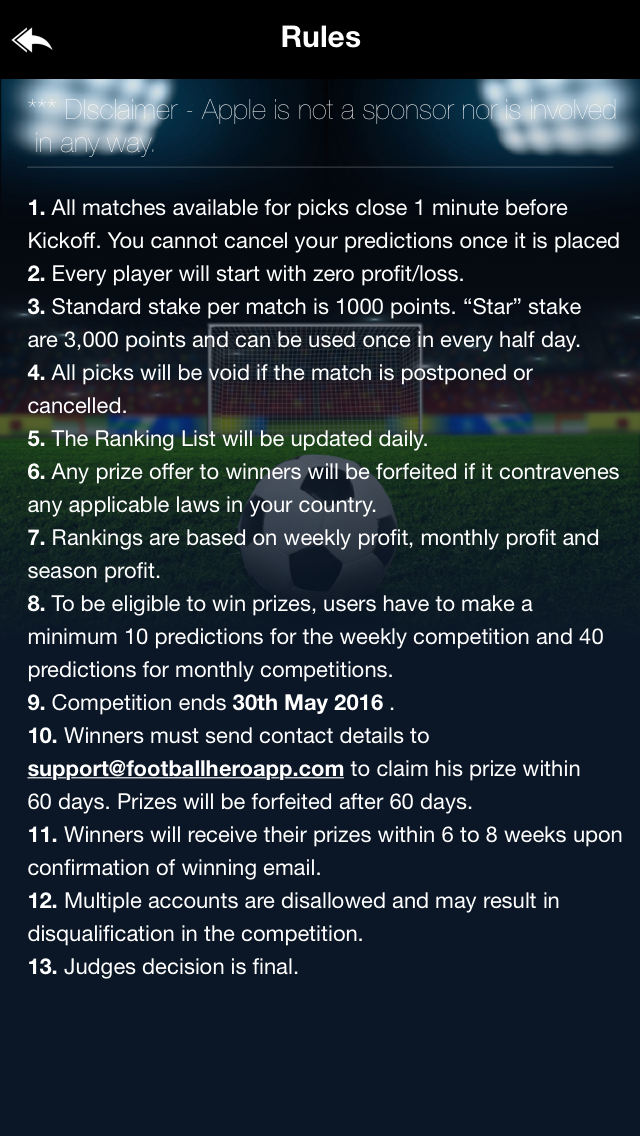 Rules
*** DIsclaimer - Apple is not a sponsor nor is involved
in any way.
1. All matches available for picks close 1 minute before
Kickoff. You cannot cancel your predictions once it is placed
2. Every player will start with zero profit/loss.
3. Standard stake per match is 1000 points. “Star” stake
are 3,000 points and can be used once in every half day.
4. All picks will be void if the match is postponed or
cancelled.
5. The Ranking List will be updated daily.
6. Any prize offer to winners will be forfeited if it contravenes
any applicable laws in your country.
7. Rankings are based on weekly profit, monthly profit and
season profit.
8. To be eligible to win prizes, users have to make a
minimum 10 predictions for the weekly competition and 40
predictions for monthly competitions.
9. Competition ends 30th May 2016 .
10. Winners must send contact details to
support@footballheroapp.com to claim his prize within
60 days. Prizes will be forfeited after 60 days.
11. Winners will receive their prizes within 6 to 8 weeks upon
confirmation of winning email.
12. Multiple accounts are disallowed and may result in
disqualification in the competition.
13. Judges decision is final.